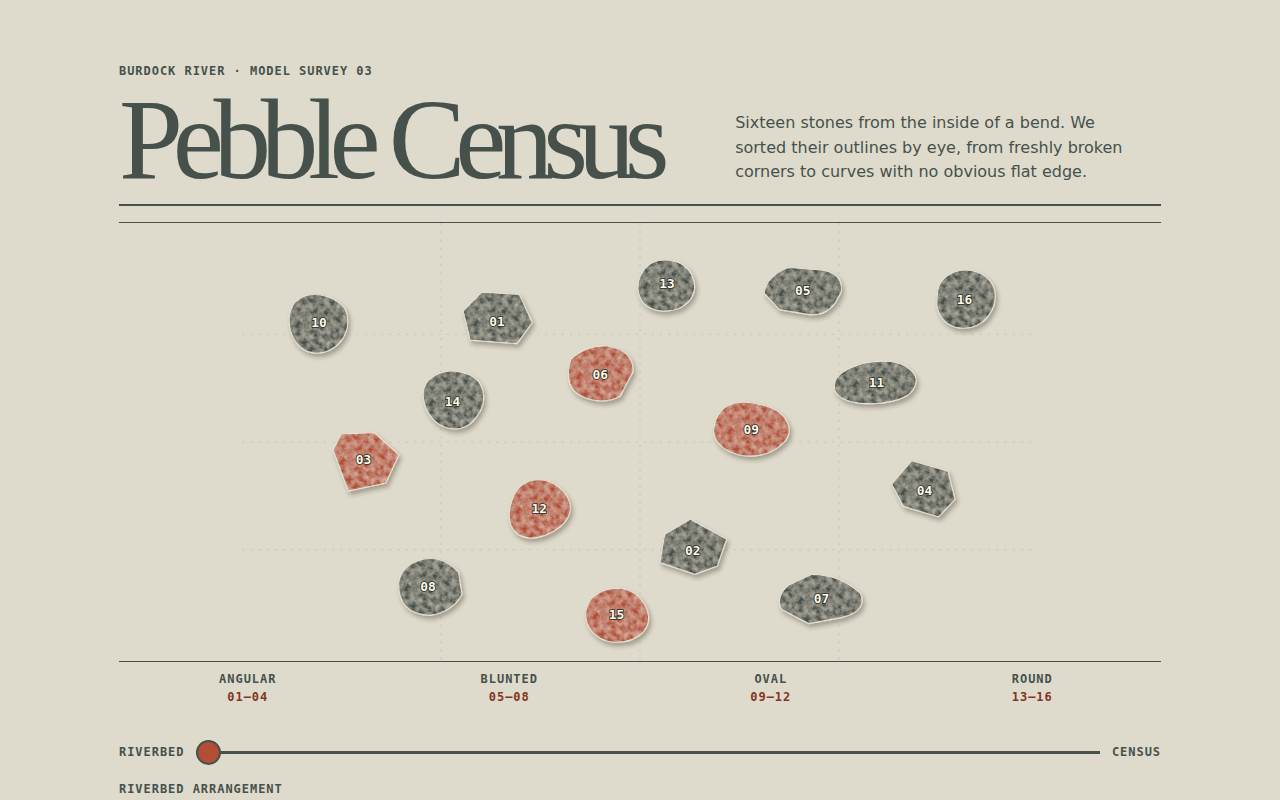 BURDOCK RIVER · MODEL SURVEY 03
Pebble Census
Sixteen stones from the inside of a bend. We
sorted their outlines by eye, from freshly broken
corners to curves with no obvious flat edge.
13
05
16
10
01
06
11
14
09
03
04
12
02
08
07
15
ANGULAR
01–04
BLUNTED
05–08
OVAL
09–12
ROUND
13–16
RIVERBED
CENSUS
RIVERBED ARRANGEMENT